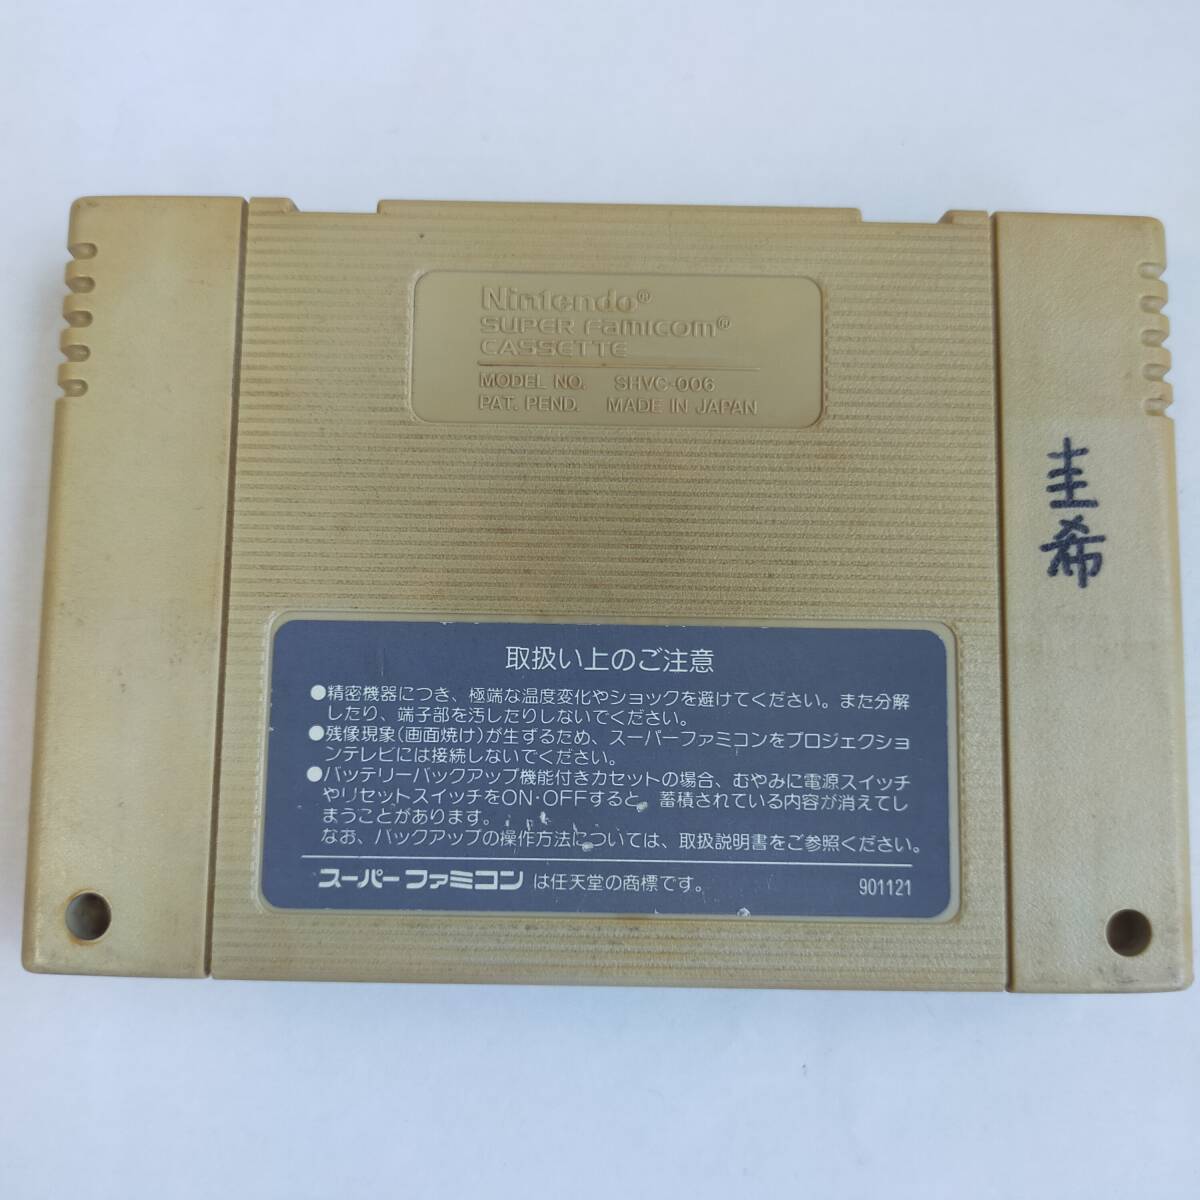 Nintendo®
SUPER FAMICOM®
CASSETTE
MODEL NO. SHVC-006
PAT. PEND. MADE IN JAPAN
圭希
取扱い上のご注意
●精密機器につき、極端な温度変化やショックを避けてください。また分解
したり、端子部を汚したりしないでください。
●残像現象(画面焼け)が生ずるため、スーパーファミコンをプロジェクショ
ンテレビには接続しないでください。
●バッテリーバックアップ機能付きカセットの場合、むやみに電源スイッチ
やリセットスイッチをON・OFFすると、蓄積されている内容が消えてし
まうことがあります。
なお、バックアップの操作方法については、取扱説明書をご参照ください。
スーパーファミコン は任天堂の商標です。
901121